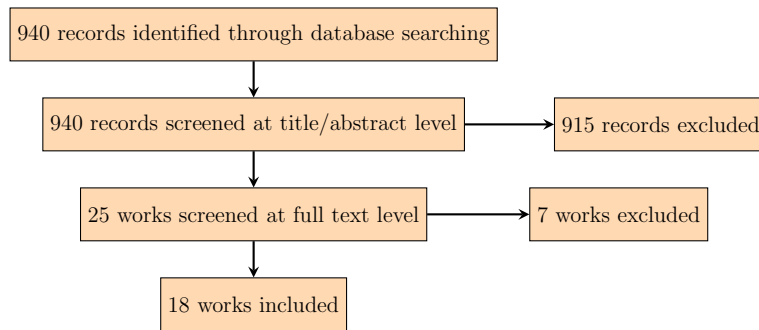 940 records identified through database searching
940 records screened at title/abstract level
915 records excluded
25 works screened at full text level
7 works excluded
18 works included